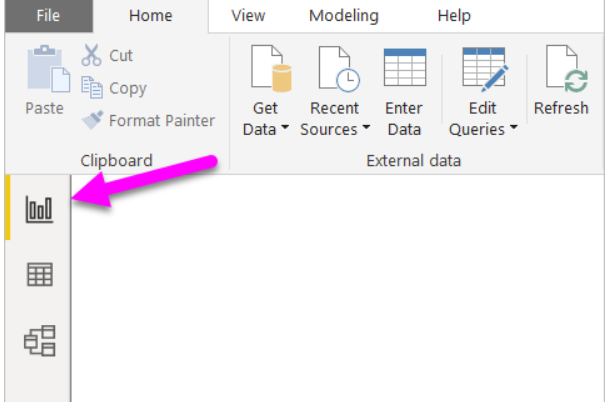 File Home View Modeling Help
Cut
Copy
Format Painter
Paste
Get Data
Recent Sources
Enter Data
Edit Queries
Refresh
Clipboard
External data